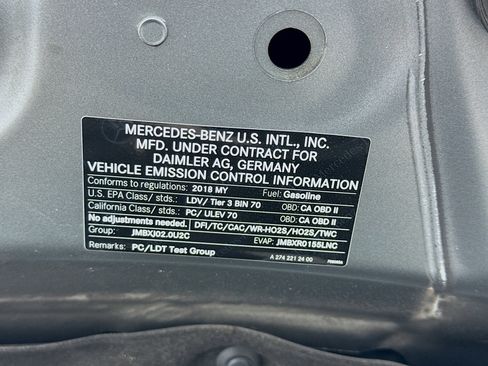 MERCEDES-BENZ U.S. INTL., INC.
MFD. UNDER CONTRACT FOR
DAIMLER AG, GERMANY
VEHICLE EMISSION CONTROL INFORMATION
Conforms to regulations: 2018 MY Fuel: Gasoline
U.S. EPA Class/ stds.: LDV/ Tier 3 BIN 70 OBD: CA OBD II
California Class/ stds.: PC/ ULEV 70 OBD: CA OBD II
No adjustments needed. DFI/TC/CAC/WR-HO2S/HO2S/TWC
Group: JMBXJ02.0U2C EVAP: JMBXR0155LNC
Remarks: PC/LDT Test Group A 274 221 24 00